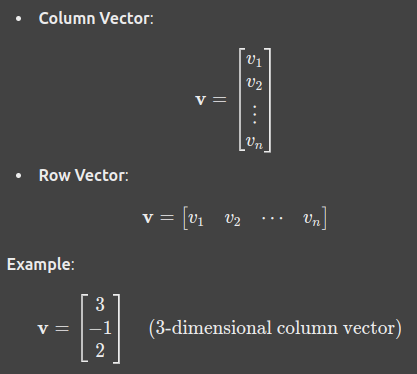 • Column Vector:
v = [v₁
v₂
⋮
vₙ]
• Row Vector:
v = [v₁ v₂ ⋯ vₙ]
Example:
v = [3
−1
2] (3-dimensional column vector)